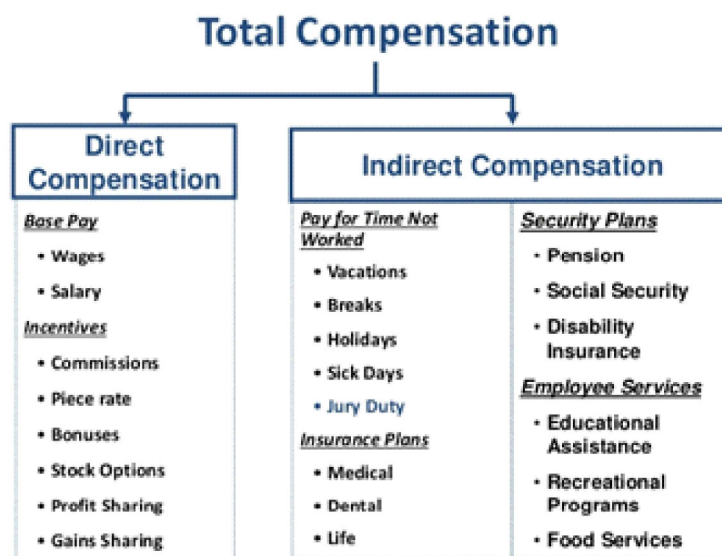 Total Compensation
Direct
Compensation
Base Pay
• Wages
• Salary
Incentives
• Commissions
• Piece rate
• Bonuses
• Stock Options
• Profit Sharing
• Gains Sharing
Indirect Compensation
Pay for Time Not
Worked
• Vacations
• Breaks
• Holidays
• Sick Days
• Jury Duty
Insurance Plans
• Medical
• Dental
• Life
Security Plans
• Pension
• Social Security
• Disability
Insurance
Employee Services
• Educational
Assistance
• Recreational
Programs
• Food Services